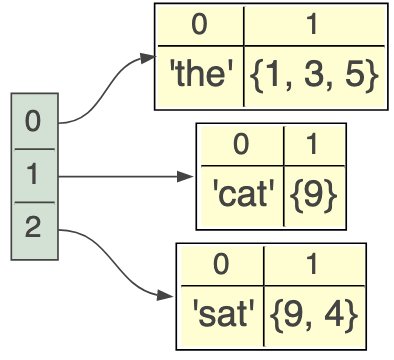 0 1
'the' {1, 3, 5}
0
1
2
0 1
'cat' {9}
0 1
'sat' {9, 4}